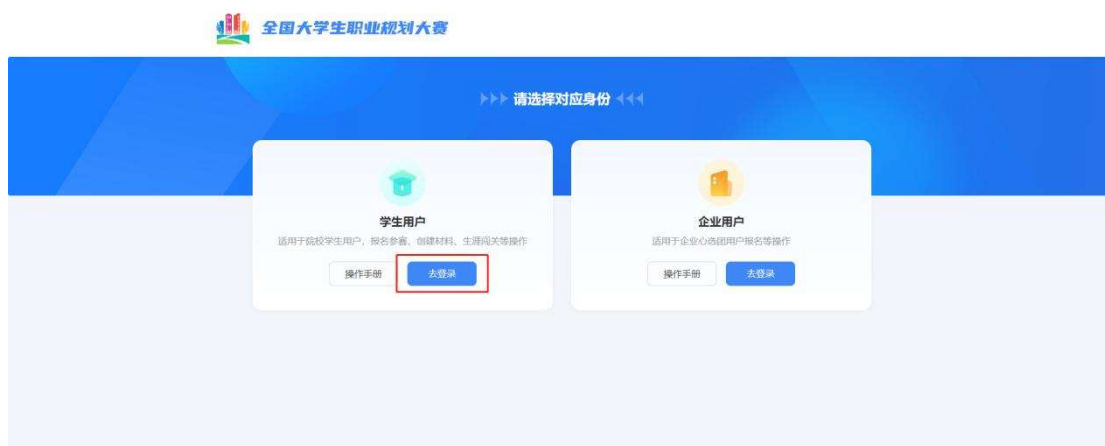 全国大学生职业规划大赛
请选择对应身份
学生用户
适用于院校学生用户，报名参赛、创建材料、生涯闯关等操作
操作手册
去登录
企业用户
适用于企业心选团用户报名等操作
操作手册
去登录